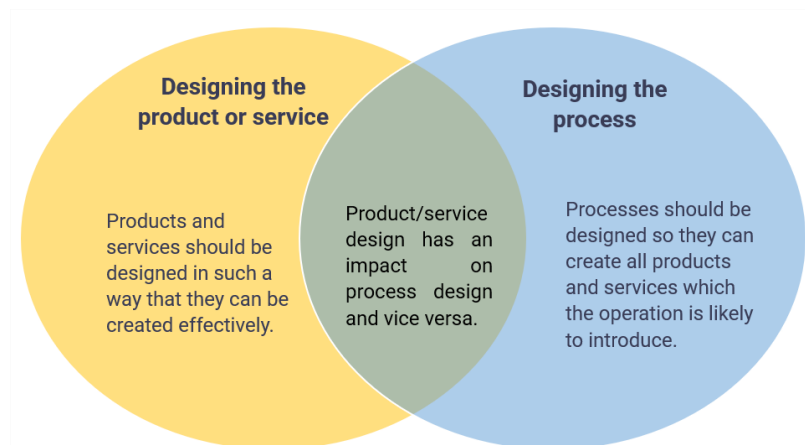 Designing the
product or service
Products and
services should be
designed in such a
way that they can be
created effectively.
Product/service
design has an
impact on
process design
and vice versa.
Designing the
process
Processes should be
designed so they can
create all products
and services which
the operation is likely
to introduce.